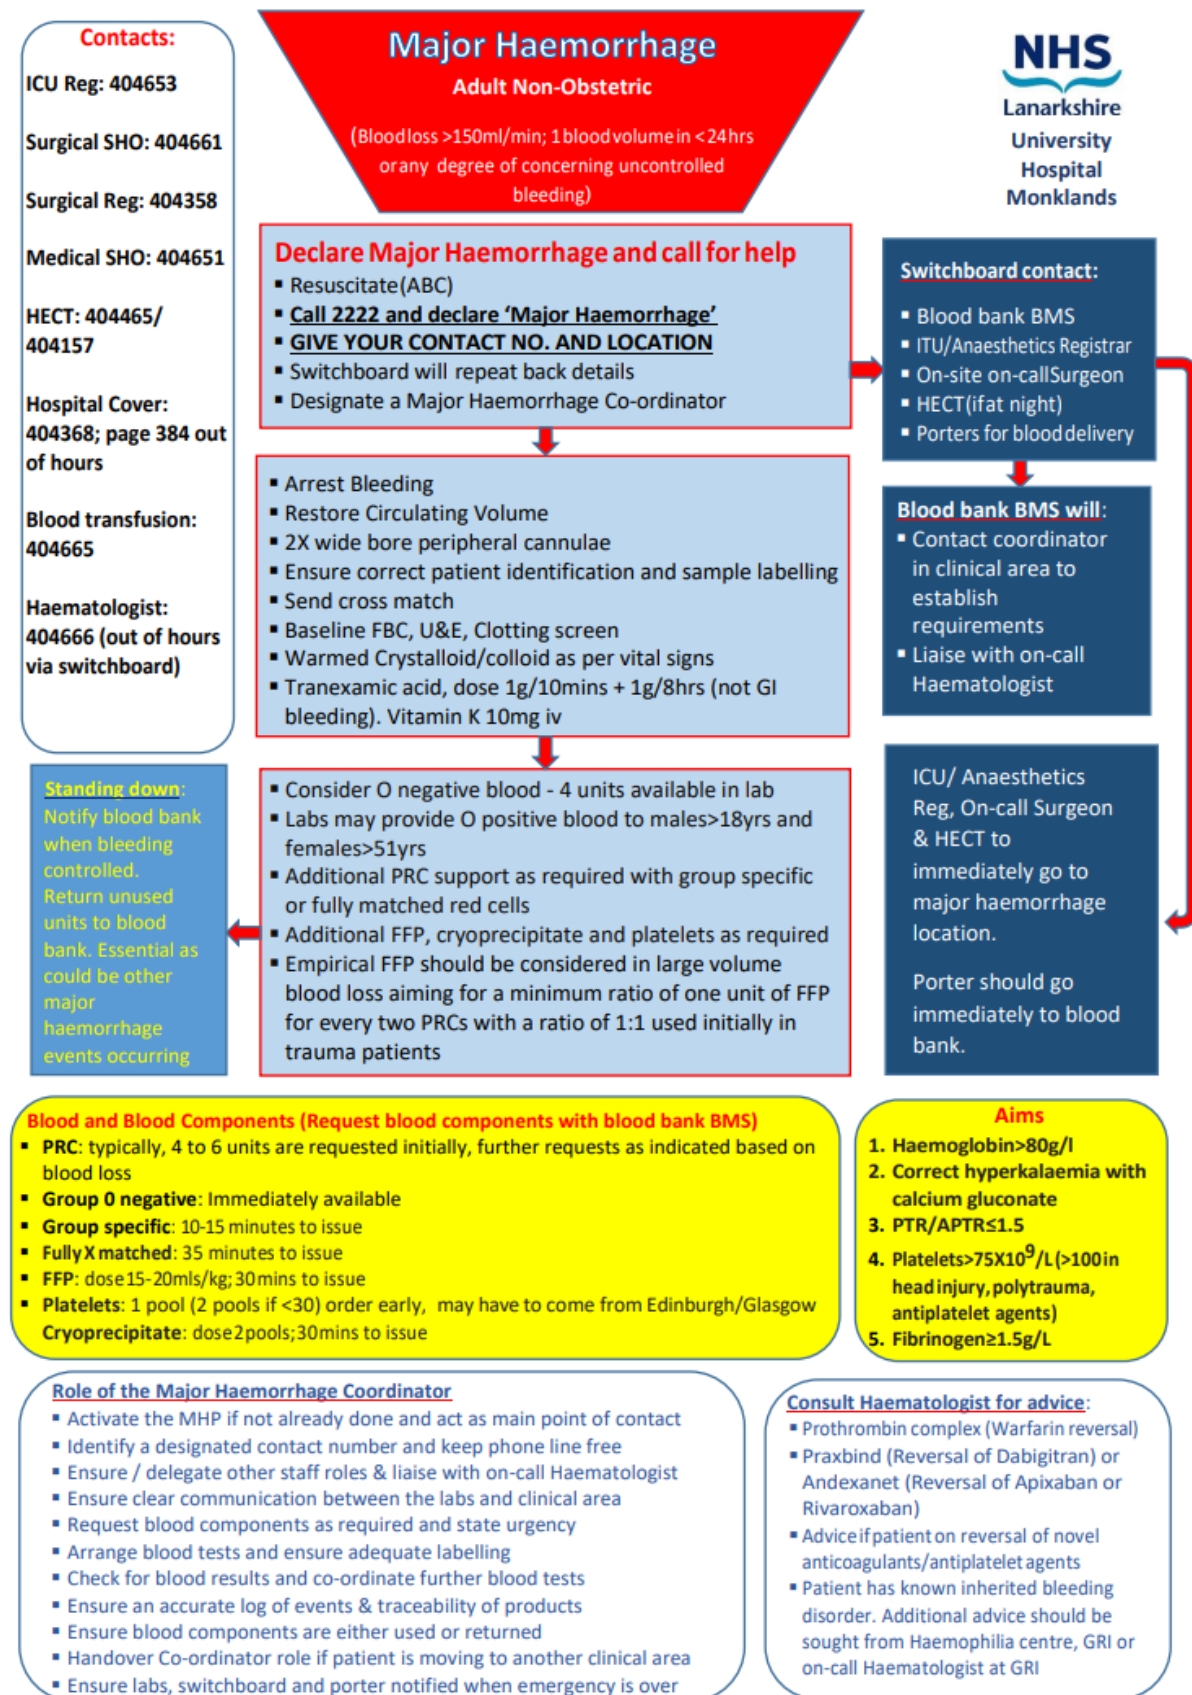 Contacts:
ICU Reg: 404653
Surgical SHO: 404661
Surgical Reg: 404358
Medical SHO: 404651
HECT: 404465/
404157
Hospital Cover:
404368; page 384 out
of hours
Blood transfusion:
404665
Haematologist:
404666 (out of hours
via switchboard)
Major Haemorrhage
Adult Non-Obstetric
(Blood loss >150ml/min; 1 blood volume in < 24 hrs
or any degree of concerning uncontrolled
bleeding)
NHS
Lanarkshire
University
Hospital
Monklands
Declare Major Haemorrhage and call for help
▪ Resuscitate(ABC)
▪ Call 2222 and declare ‘Major Haemorrhage’
▪ GIVE YOUR CONTACT NO. AND LOCATION
▪ Switchboard will repeat back details
▪ Designate a Major Haemorrhage Co-ordinator
Switchboard contact:
▪ Blood bank BMS
▪ ITU/Anaesthetics Registrar
▪ On-site on-call Surgeon
▪ HECT(if at night)
▪ Porters for blood delivery
▪ Arrest Bleeding
▪ Restore Circulating Volume
▪ 2X wide bore peripheral cannulae
▪ Ensure correct patient identification and sample labelling
▪ Send cross match
▪ Baseline FBC, U&E, Clotting screen
▪ Warmed Crystalloid/colloid as per vital signs
▪ Tranexamic acid, dose 1g/10mins + 1g/8hrs (not GI
bleeding). Vitamin K 10mg iv
Blood bank BMS will:
▪ Contact coordinator
in clinical area to
establish
requirements
▪ Liaise with on-call
Haematologist
Standing down:
Notify blood bank
when bleeding
controlled.
Return unused
units to blood
bank. Essential as
could be other
major
haemorrhage
events occurring
▪ Consider O negative blood - 4 units available in lab
▪ Labs may provide O positive blood to males>18yrs and
females>51yrs
▪ Additional PRC support as required with group specific
or fully matched red cells
▪ Additional FFP, cryoprecipitate and platelets as required
▪ Empirical FFP should be considered in large volume
blood loss aiming for a minimum ratio of one unit of FFP
for every two PRCs with a ratio of 1:1 used initially in
trauma patients
ICU/ Anaesthetics
Reg, On-call Surgeon
& HECT to
immediately go to
major haemorrhage
location.
Porter should go
immediately to blood
bank.
Blood and Blood Components (Request blood components with blood bank BMS)
▪ PRC: typically, 4 to 6 units are requested initially, further requests as indicated based on
blood loss
▪ Group 0 negative: Immediately available
▪ Group specific: 10-15 minutes to issue
▪ Fully X matched: 35 minutes to issue
▪ FFP: dose 15-20mls/kg; 30 mins to issue
▪ Platelets: 1 pool (2 pools if <30) order early, may have to come from Edinburgh/Glasgow
Cryoprecipitate: dose 2 pools; 30 mins to issue
Aims
1. Haemoglobin>80g/l
2. Correct hyperkalaemia with
calcium gluconate
3. PTR/APTR≤1.5
4. Platelets>75X10⁹/L (>100 in
head injury, polytrauma,
antiplatelet agents)
5. Fibrinogen≥1.5g/L
Role of the Major Haemorrhage Coordinator
▪ Activate the MHP if not already done and act as main point of contact
▪ Identify a designated contact number and keep phone line free
▪ Ensure / delegate other staff roles & liaise with on-call Haematologist
▪ Ensure clear communication between the labs and clinical area
▪ Request blood components as required and state urgency
▪ Arrange blood tests and ensure adequate labelling
▪ Check for blood results and co-ordinate further blood tests
▪ Ensure an accurate log of events & traceability of products
▪ Ensure blood components are either used or returned
▪ Handover Co-ordinator role if patient is moving to another clinical area
▪ Ensure labs, switchboard and porter notified when emergency is over
Consult Haematologist for advice:
▪ Prothrombin complex (Warfarin reversal)
▪ Praxbind (Reversal of Dabigitran) or
Andexanet (Reversal of Apixaban or
Rivaroxaban)
▪ Advice if patient on reversal of novel
anticoagulants/antiplatelet agents
▪ Patient has known inherited bleeding
disorder. Additional advice should be
sought from Haemophilia centre, GRI or
on-call Haematologist at GRI